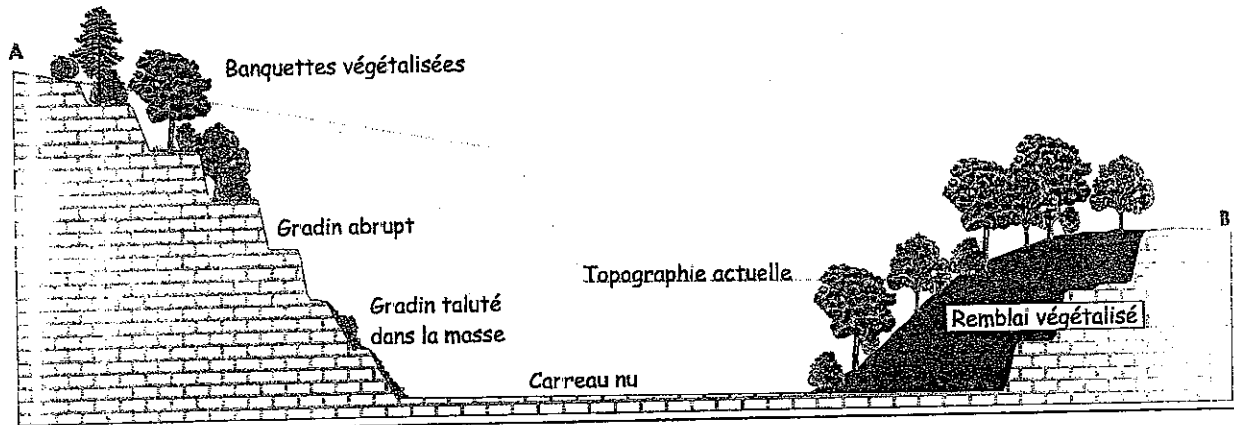 A
Banquettes végétalisées
B
Gradin abrupt
Topographie actuelle
Gradin taluté
dans la masse
Remblai végétalisé
Carreau nu